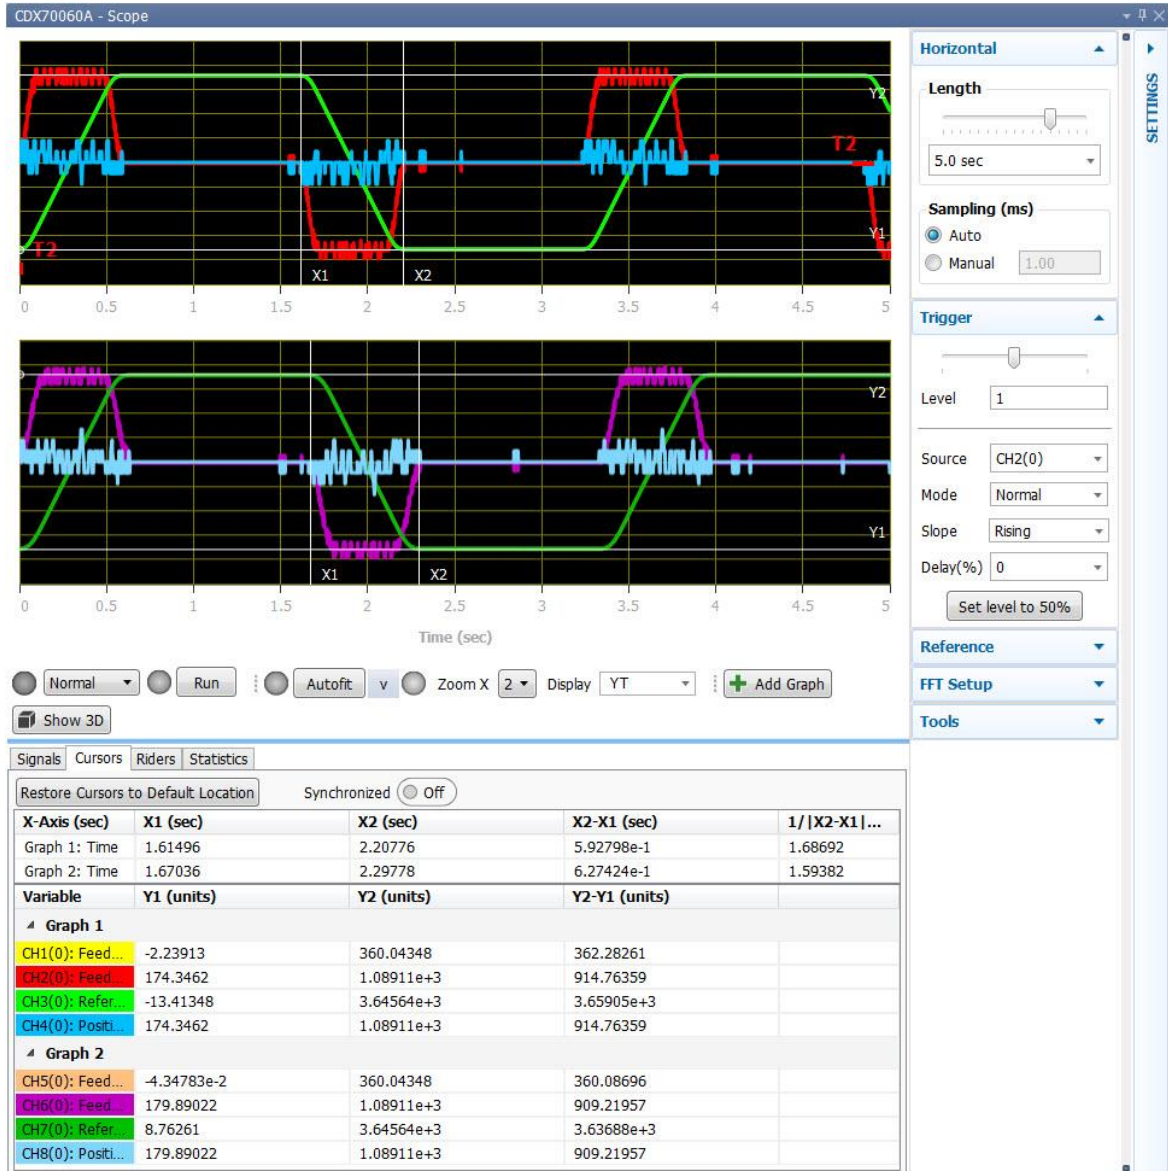 CDX70060A - Scope
SETTINGS
Y2
T2
T2
Y1
X1 X2
0 0.5 1 1.5 2 2.5 3 3.5 4 4.5 5
Y2
Y1
X1 X2
0 0.5 1 1.5 2 2.5 3 3.5 4 4.5 5
Time (sec)
Horizontal
Length
5.0 sec
Sampling (ms)
Auto
Manual 1.00
Trigger
Level 1
Source CH2(0)
Mode Normal
Slope Rising
Delay(%) 0
Set level to 50%
Reference
FFT Setup
Tools
Normal Run Autofit v Zoom X 2 Display YT Add Graph
Show 3D
Signals Cursors Riders Statistics
Restore Cursors to Default Location Synchronized Off
X-Axis (sec) X1 (sec) X2 (sec) X2-X1 (sec) 1/|X2-X1|...
Graph 1: Time 1.61496 2.20776 5.92798e-1 1.68692
Graph 2: Time 1.67036 2.29778 6.27424e-1 1.59382
Variable Y1 (units) Y2 (units) Y2-Y1 (units)
Graph 1
CH1(0): Feed... -2.23913 360.04348 362.28261
CH2(0): Feed... 174.3462 1.08911e+3 914.76359
CH3(0): Refer... -13.41348 3.64564e+3 3.65905e+3
CH4(0): Positi... 174.3462 1.08911e+3 914.76359
Graph 2
CH5(0): Feed... -4.34783e-2 360.04348 360.08696
CH6(0): Feed... 179.89022 1.08911e+3 909.21957
CH7(0): Refer... 8.76261 3.64564e+3 3.63688e+3
CH8(0): Positi... 179.89022 1.08911e+3 909.21957